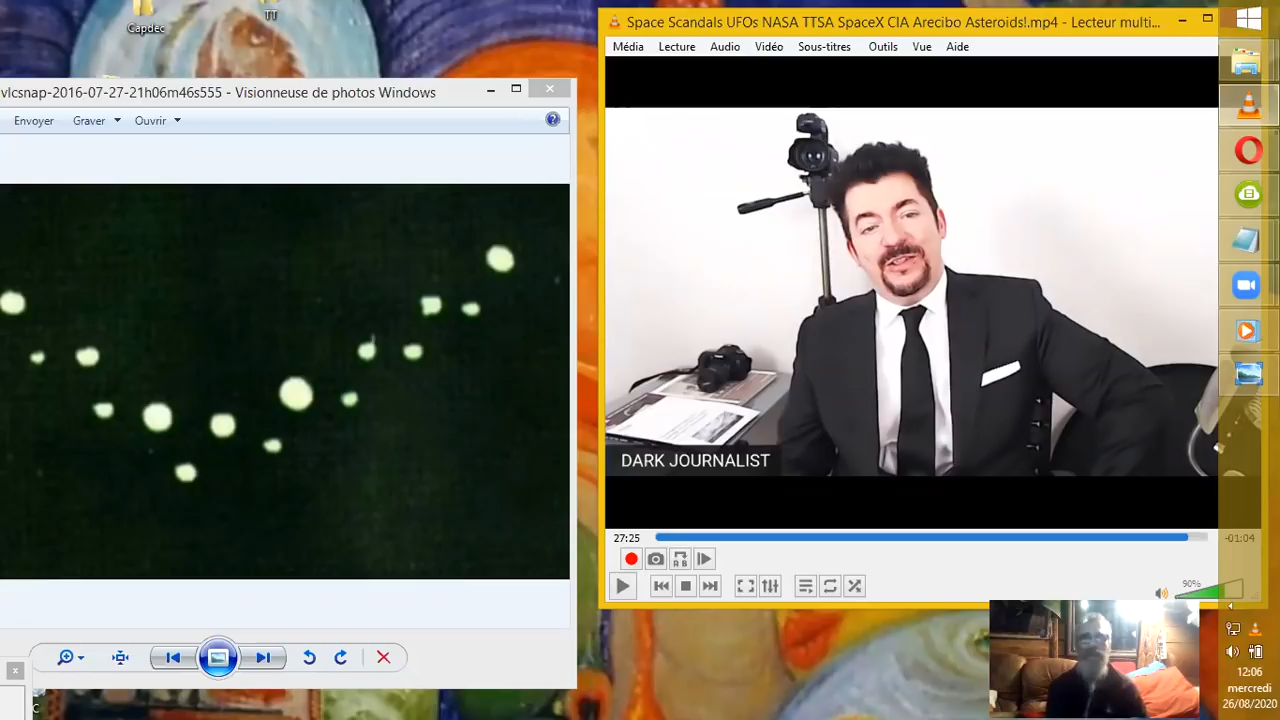 Capdec
TT
vlcsnap-2016-07-27-21h06m46s555 - Visionneuse de photos Windows
Envoyer Graver Ouvrir
Space Scandals UFOs NASA TTSA SpaceX CIA Arecibo Asteroids!.mp4 - Lecteur multi...
Média Lecture Audio Vidéo Sous-titres Outils Vue Aide
DARK JOURNALIST
27:25
-01:04
90%
12:06
mercredi
26/08/2020
C